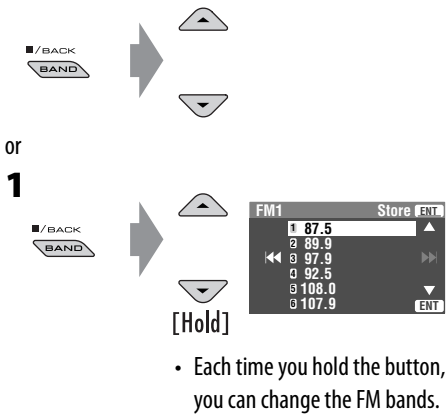 ■/BACK
BAND
or
1
■/BACK
BAND
[Hold]
FM1 Store ENT
1 87.5
2 89.9
3 97.9
4 92.5
5 108.0
6 107.9
ENT
• Each time you hold the button,
you can change the FM bands.